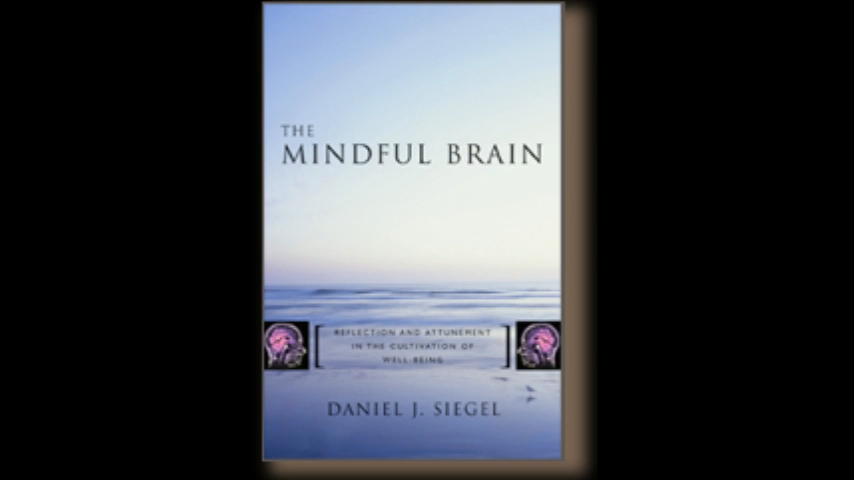 THE
MINDFUL BRAIN
REFLECTION AND ATTUNEMENT
IN THE CULTIVATION OF
WELL-BEING
DANIEL J. SIEGEL